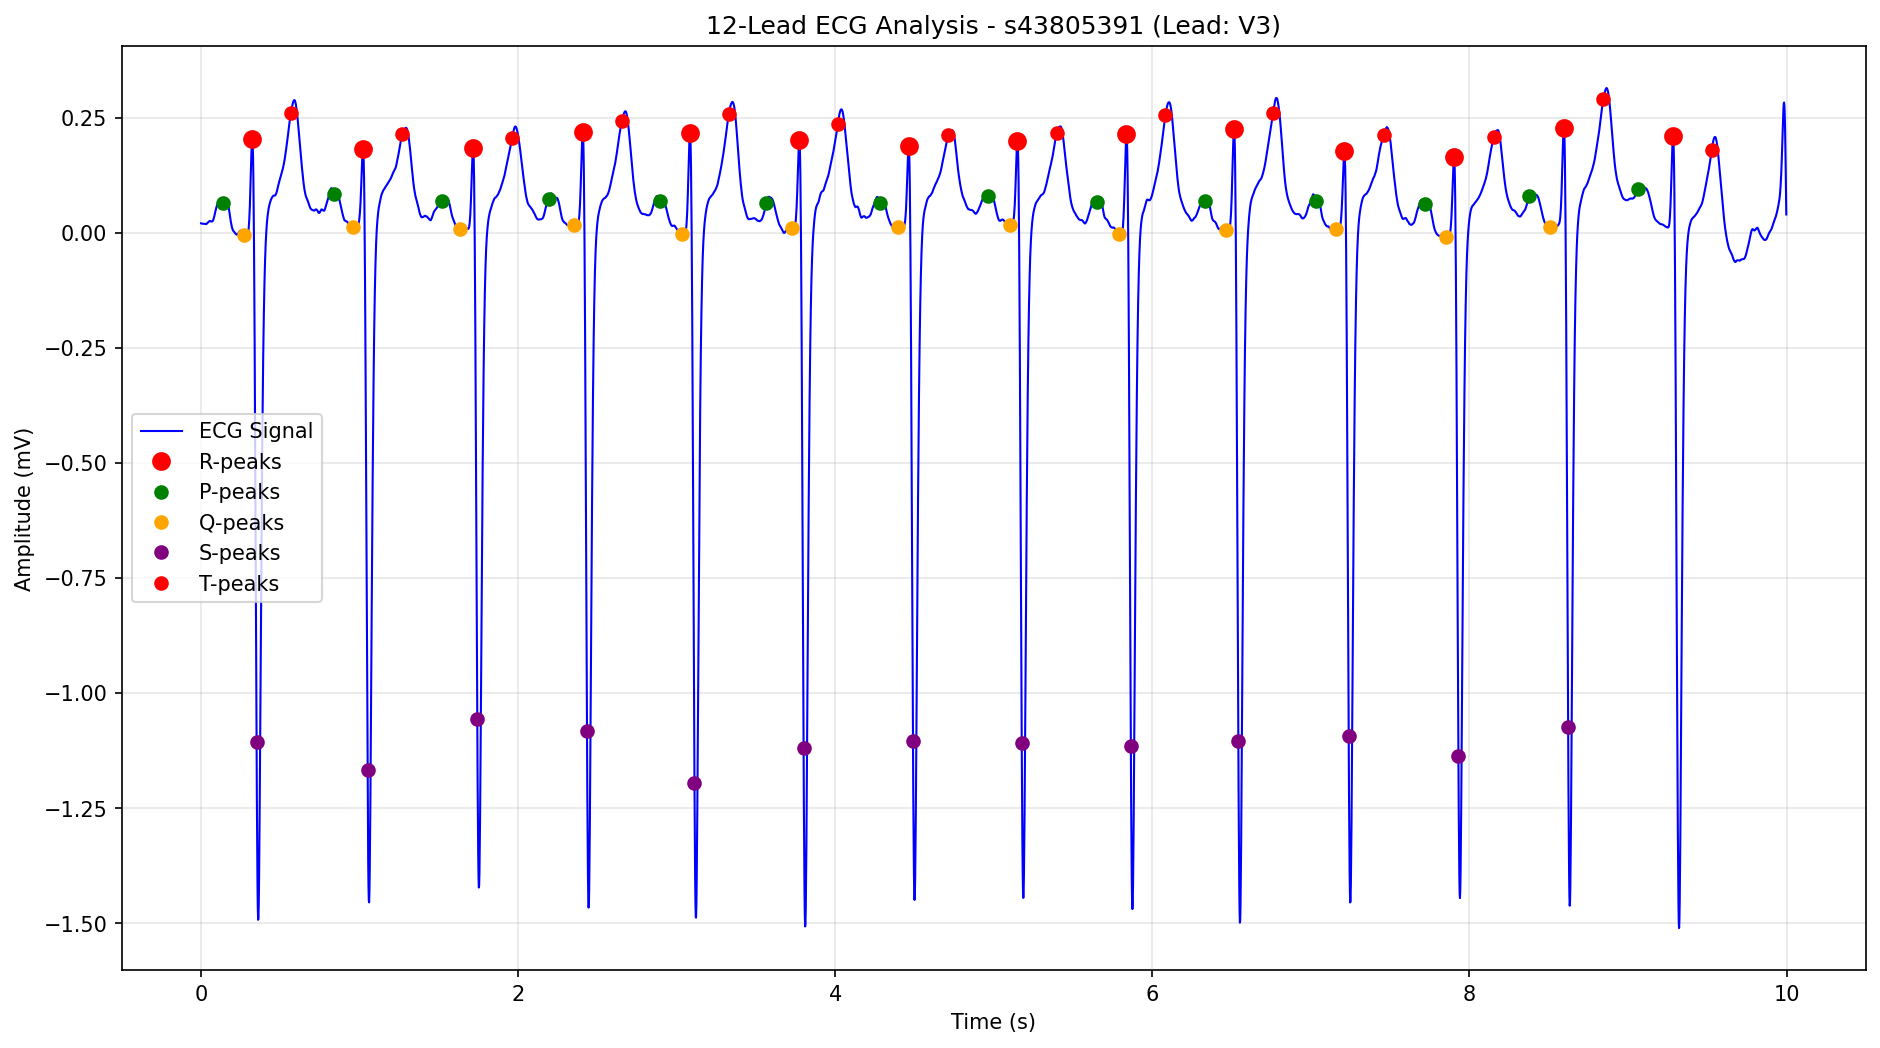 12-Lead ECG Analysis - s43805391 (Lead: V3)
Amplitude (mV)
0.25
0.00
−0.25
−0.50
−0.75
−1.00
−1.25
−1.50
ECG Signal
R-peaks
P-peaks
Q-peaks
S-peaks
T-peaks
0 2 4 6 8 10
Time (s)